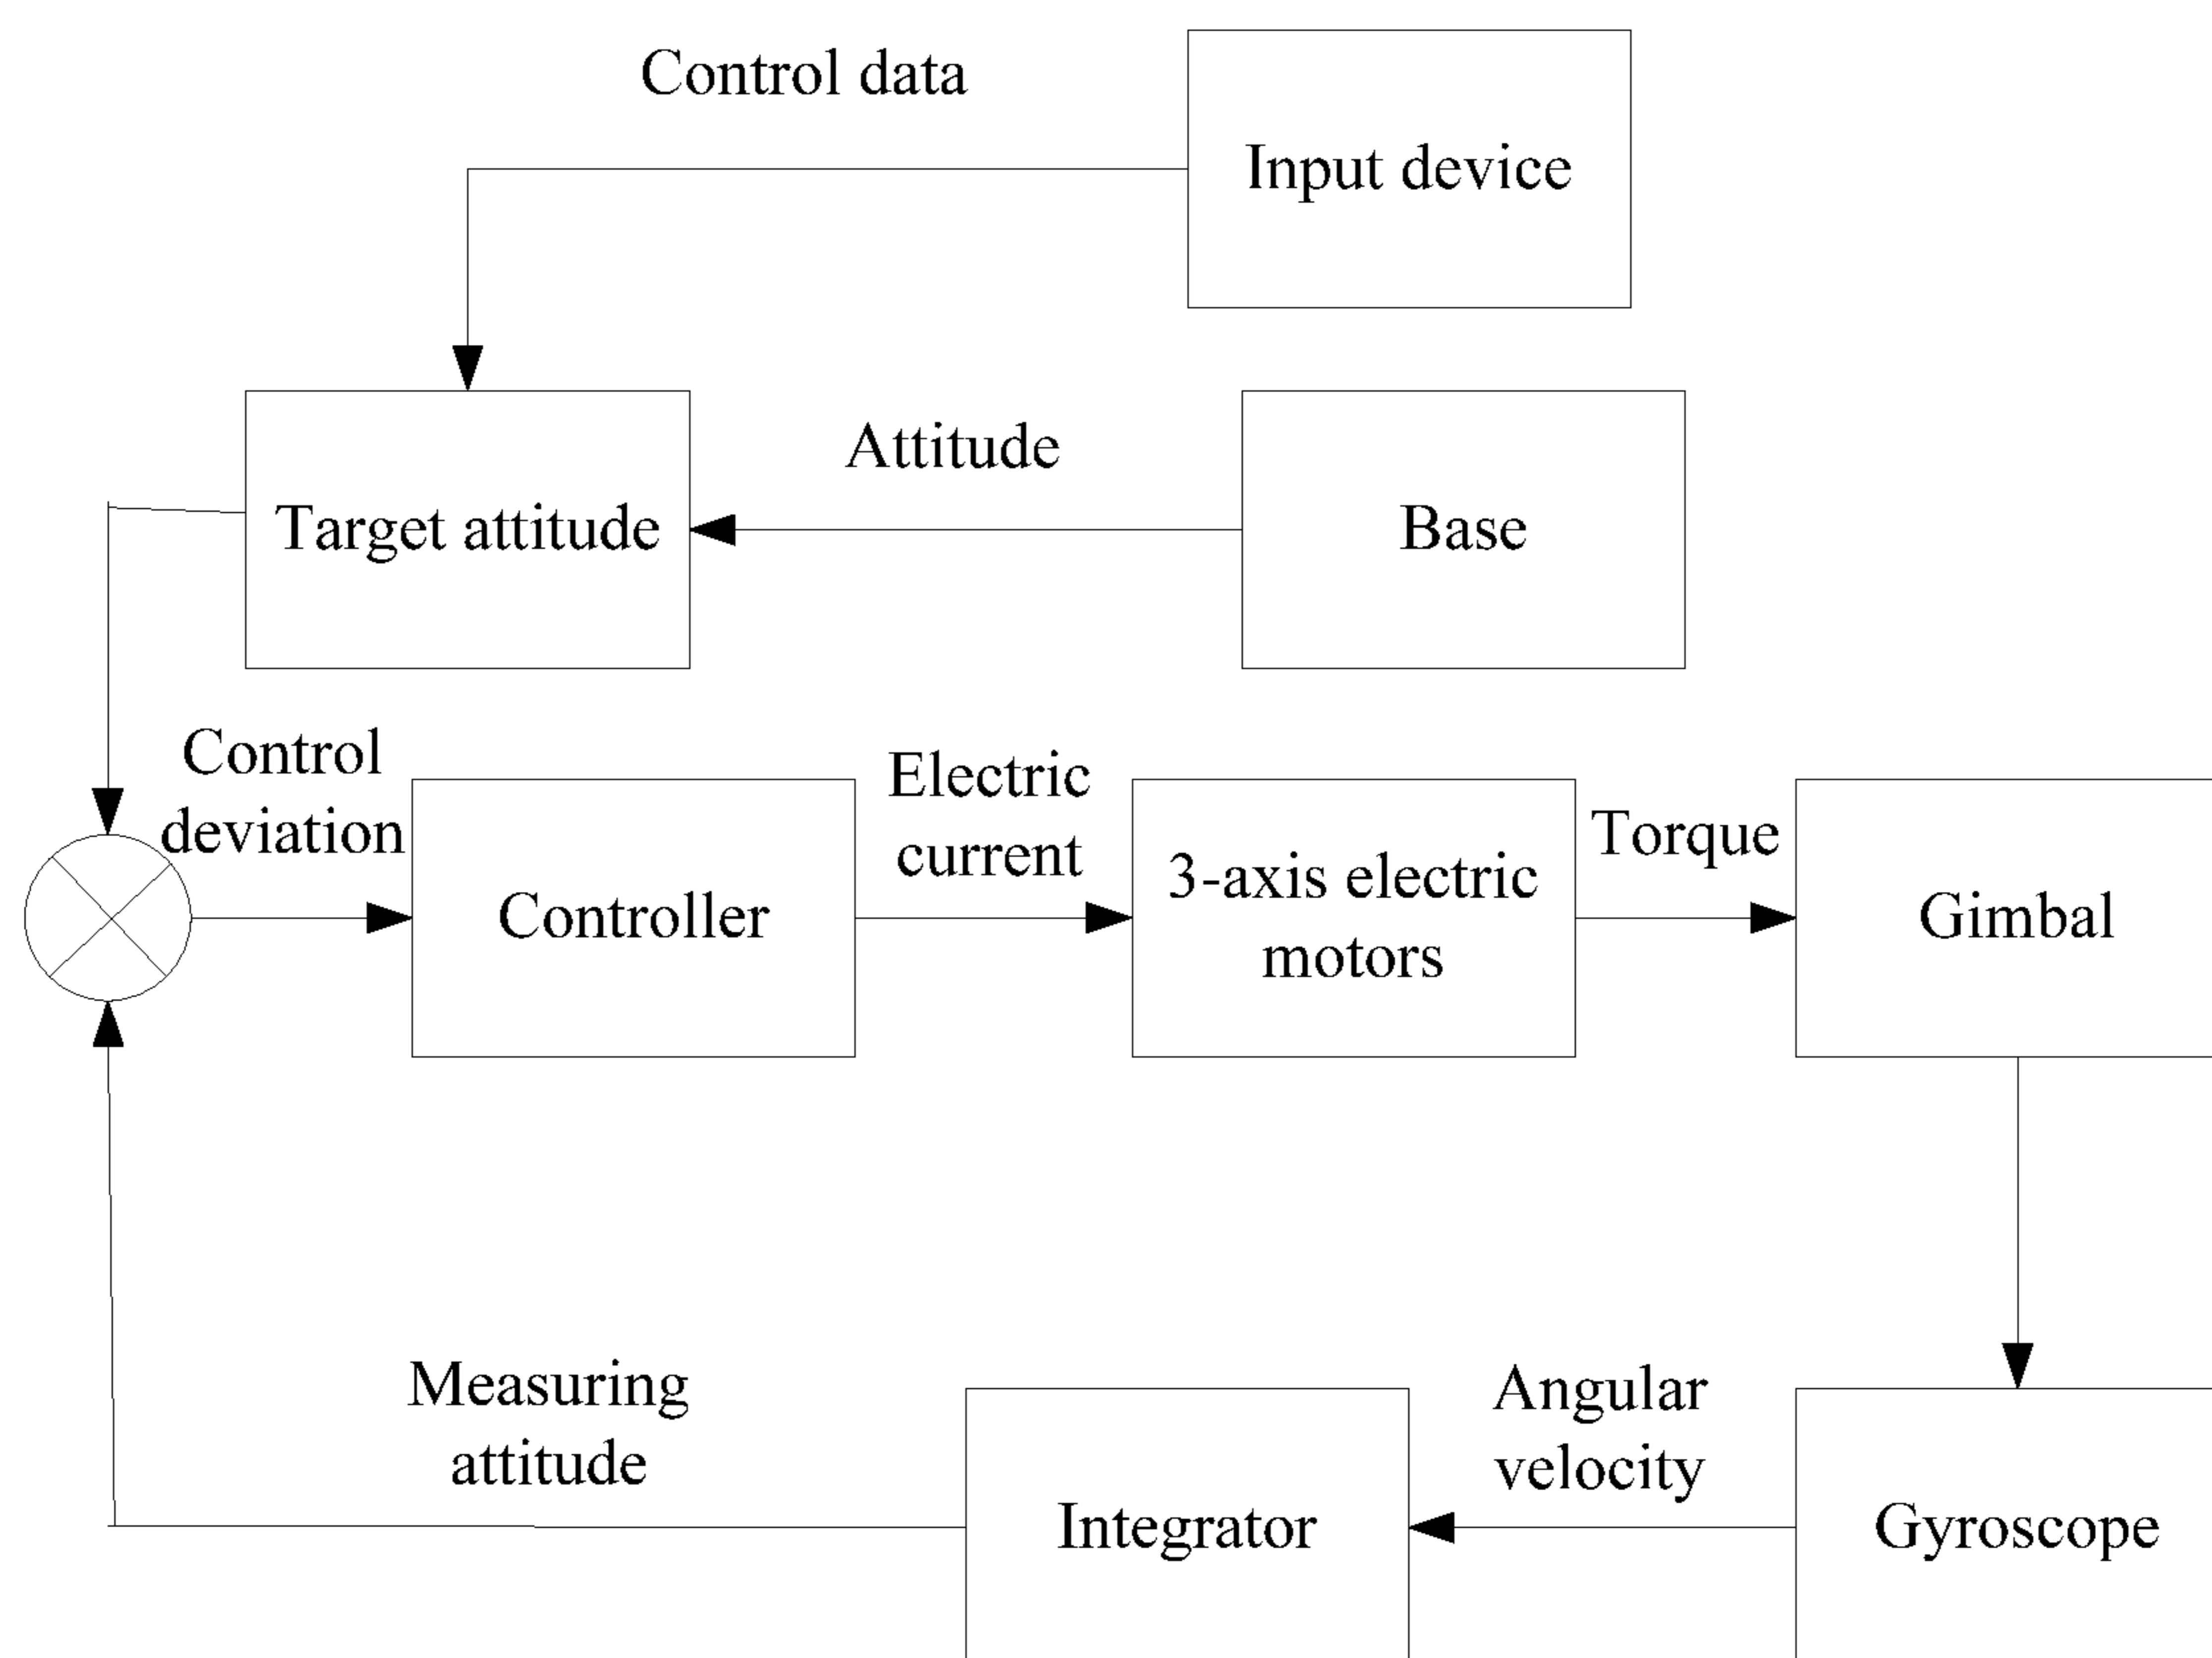 Control data
Input device
Attitude
Target attitude
Base
Control
deviation
Electric
current
Torque
Controller
3-axis electric
motors
Gimbal
Measuring
attitude
Angular
velocity
Integrator
Gyroscope